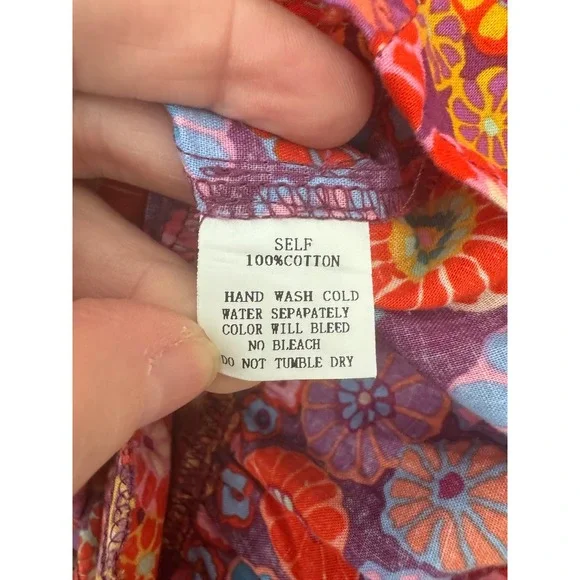 SELF
100%COTTON
HAND WASH COLD
WATER SEPAPATELY
COLOR WILL BLEED
NO BLEACH
DO NOT TUMBLE DRY